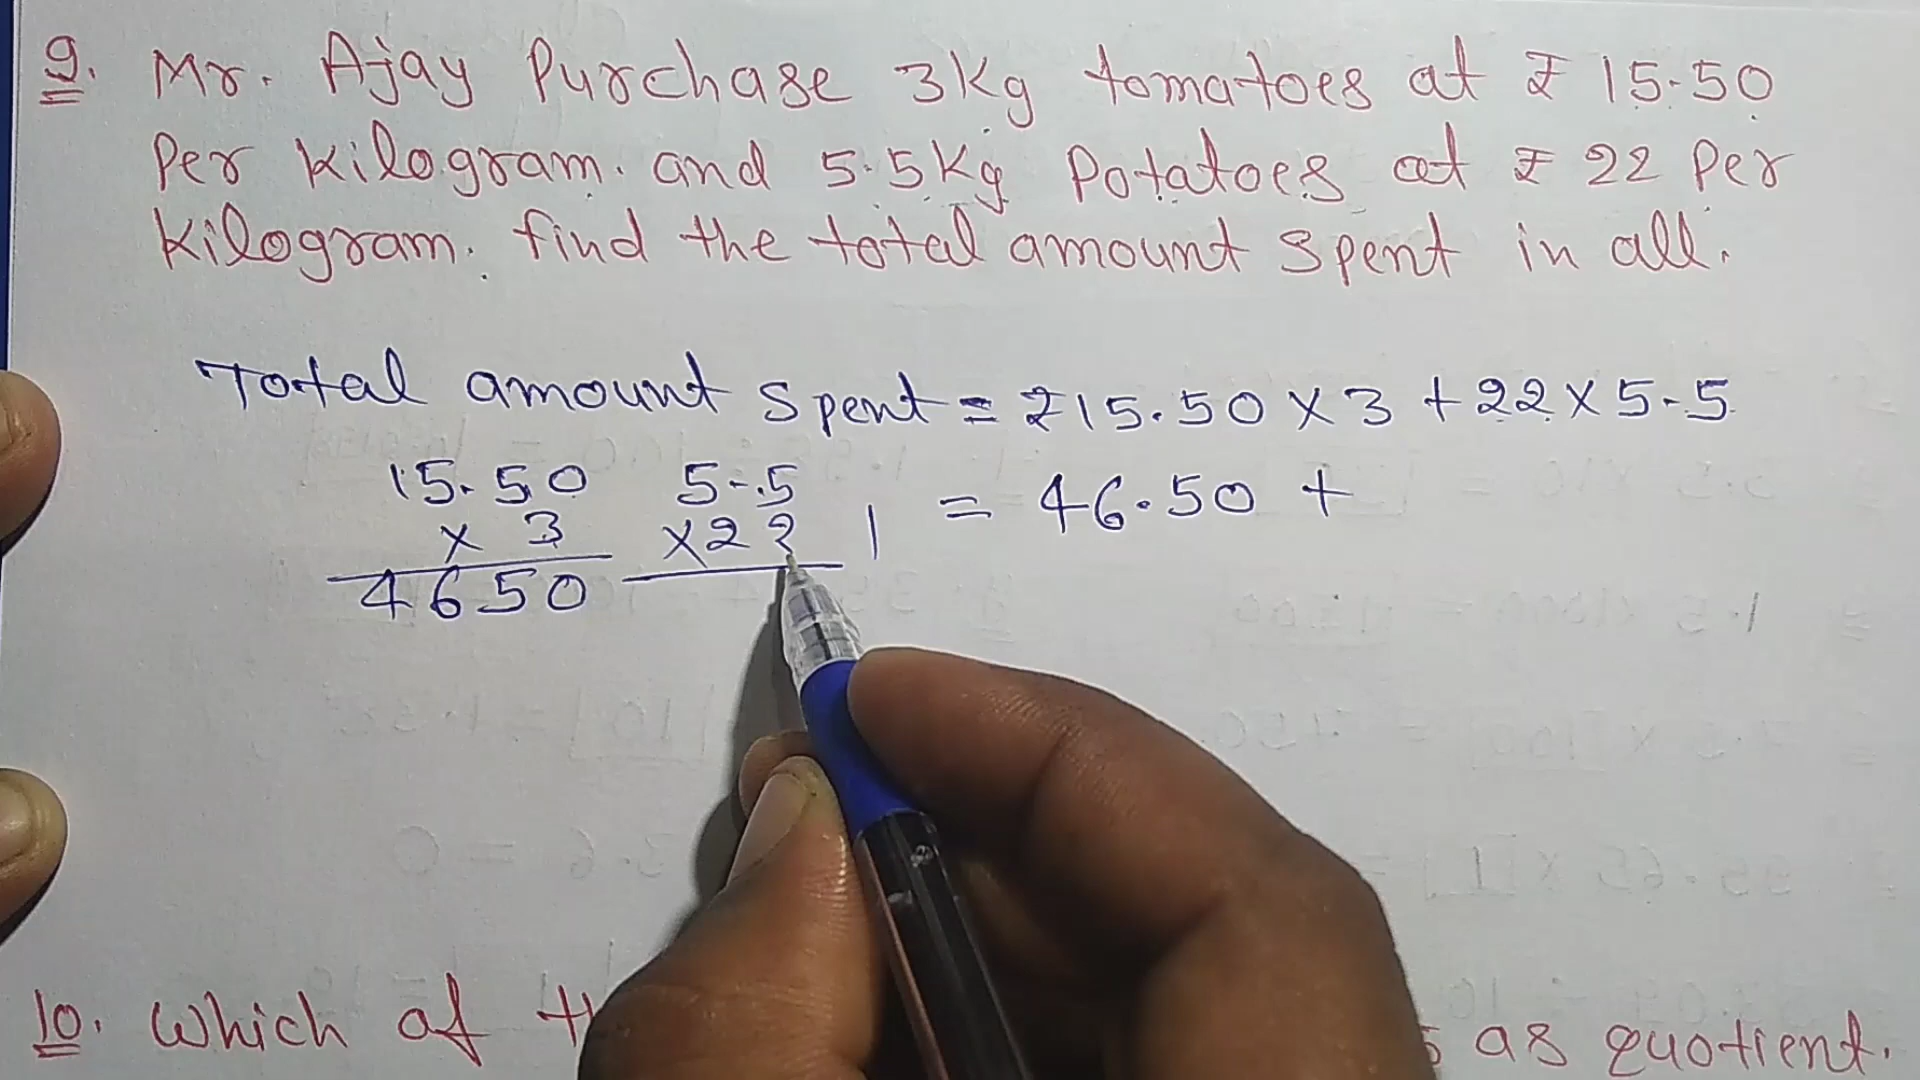 9. Mr. Ajay Purchase 3Kg tomatoes at ₹ 15.50
Per kilogram. and 5.5Kg Potatoes at ₹ 22 Per
kilogram. find the total amount spent in all.
Total amount spent = ₹15.50 × 3 + 22 × 5.5
15.50
× 3
4650
5.5
×22
1
= 46.50 +
10. Which of as quotient.